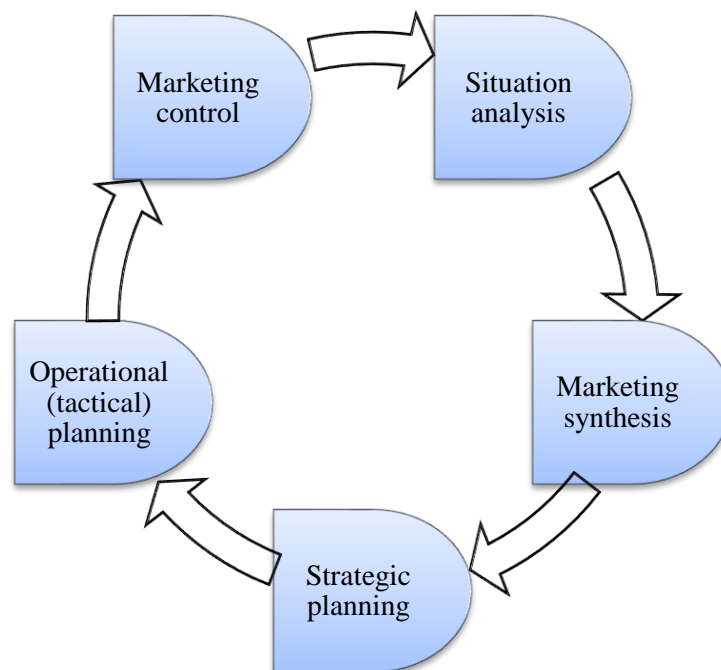 Marketing
control
Situation
analysis
Marketing
synthesis
Strategic
planning
Operational
(tactical)
planning